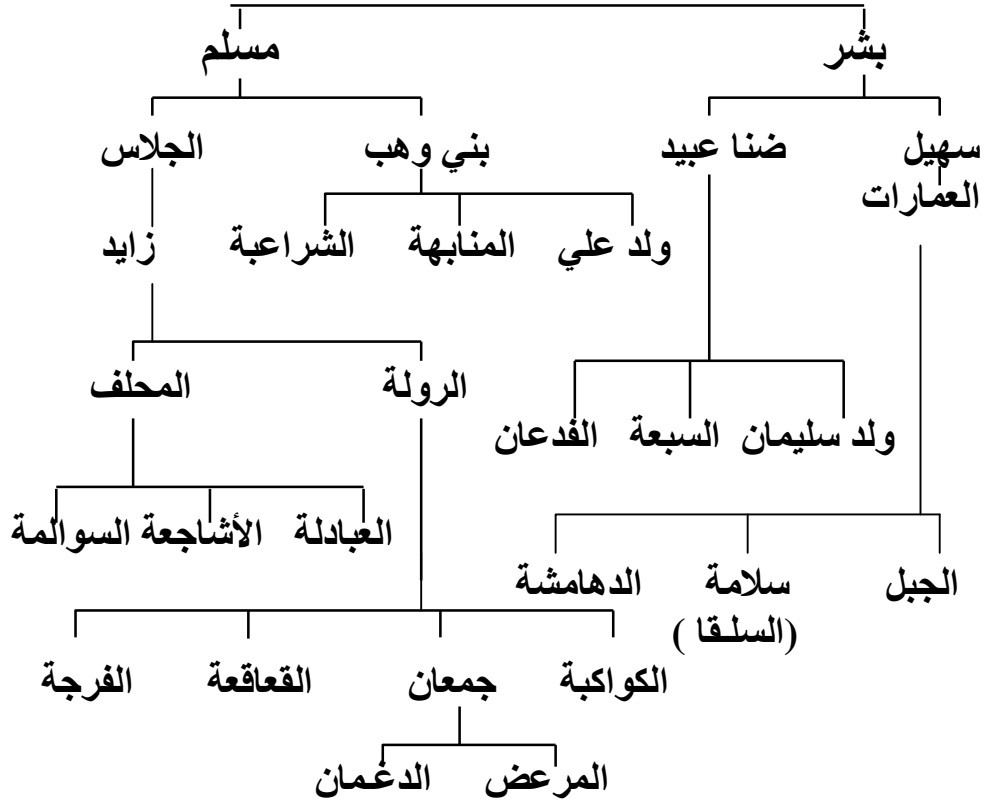 بشر مسلم
سهيل ضنا عبيد بني وهب الجلاس
العمارات
ولد علي المنابهة الشراعبة زايد
الرولة المحلف
ولد سليمان السبعة الفدعان
العبادلة الأشاجعة السوالمة
الجبل سلامة الدهامشة
(السلقا )
الكواكبة جمعان القعاقعة الفرجة
المرعض الدغمان